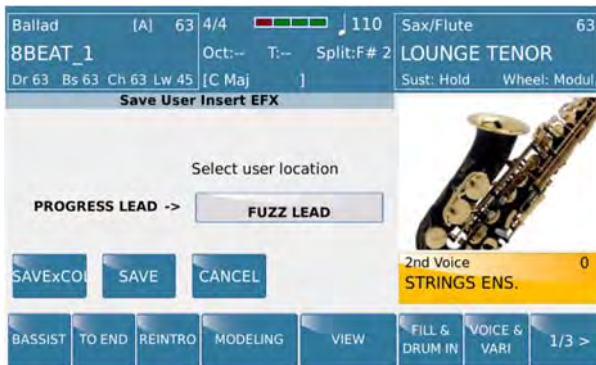 Ballad [A] 63 4/4 110 Sax/Flute 63
8BEAT_1 Oct:-- T:-- Split:F# 2 LOUNGE TENOR
Dr 63 Bs 63 Ch 63 Lw 45 [C Maj ] Sust: Hold Wheel: Modul
Save User Insert EFX
Select user location
PROGRESS LEAD -> FUZZ LEAD
SAVExCOL SAVE CANCEL
2nd Voice 0
STRINGS ENS.
BASSIST TO END REINTRO MODELING VIEW FILL & DRUM IN VOICE & VARI 1/3 >